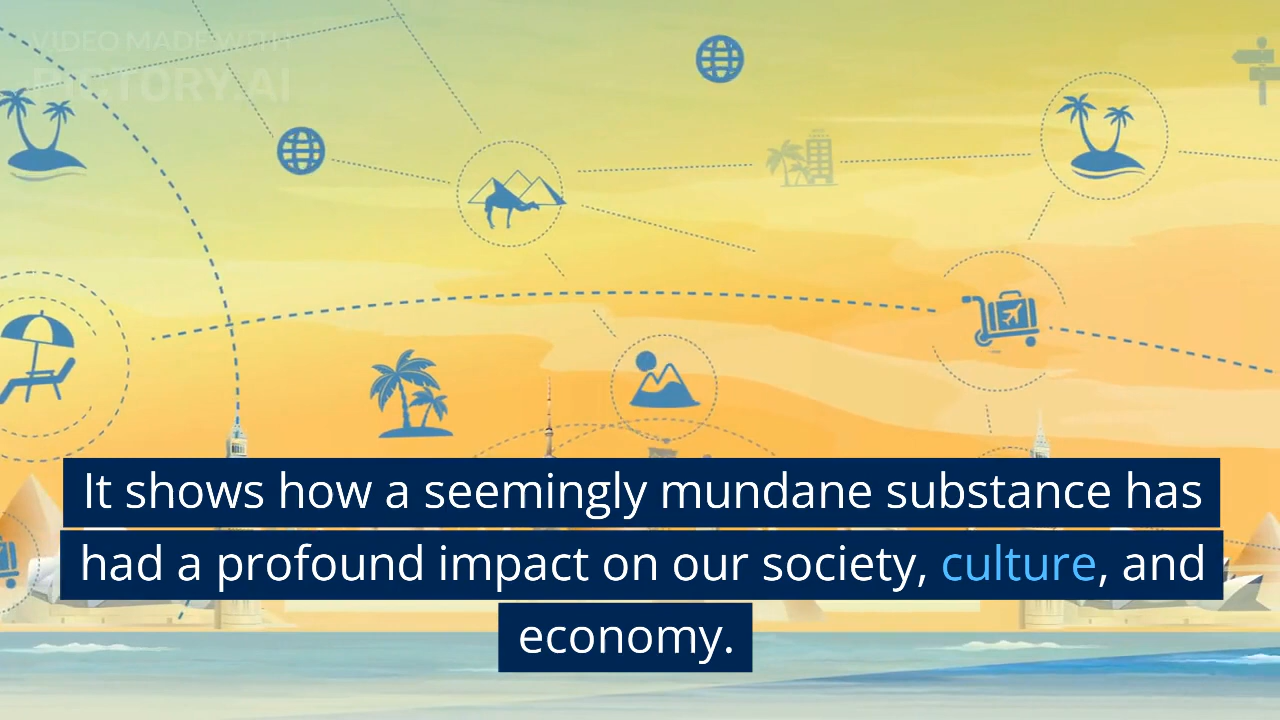 VIDEO MADE WITH
PICTORY.AI
It shows how a seemingly mundane substance has
had a profound impact on our society, culture, and
economy.